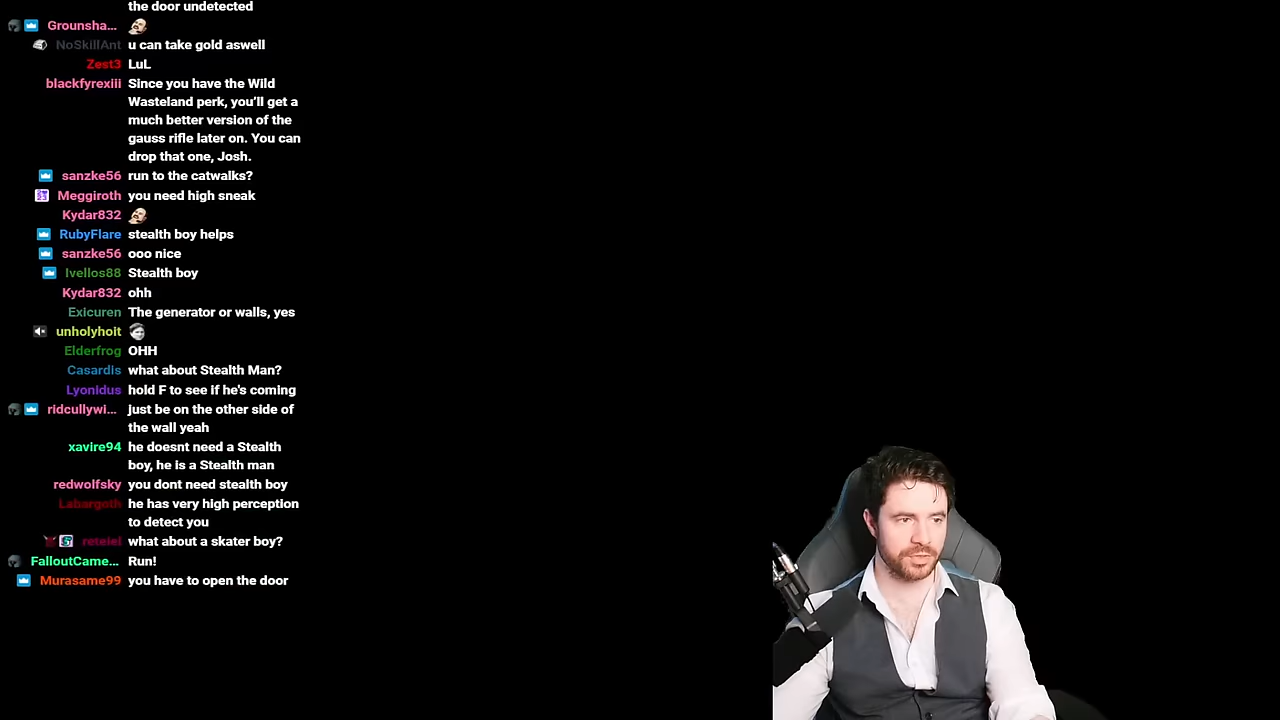 the door undetected
Grounsha...
NoSkillAnt u can take gold aswell
Zest3 LuL
blackfyrexiii Since you have the Wild
Wasteland perk, you'll get a
much better version of the
gauss rifle later on. You can
drop that one, Josh.
sanzke56 run to the catwalks?
Meggiroth you need high sneak
Kydar832
RubyFlare stealth boy helps
sanzke56 ooo nice
Ivellos88 Stealth boy
Kydar832 ohh
Exicuren The generator or walls, yes
unholyhoit
Elderfrog OHH
Casardis what about Stealth Man?
Lyonidus hold F to see if he's coming
ridcullywi... just be on the other side of
the wall yeah
xavire94 he doesnt need a Stealth
boy, he is a Stealth man
redwolfsky you dont need stealth boy
Labargoth he has very high perception
to detect you
reteiel what about a skater boy?
FalloutCame... Run!
Murasame99 you have to open the door